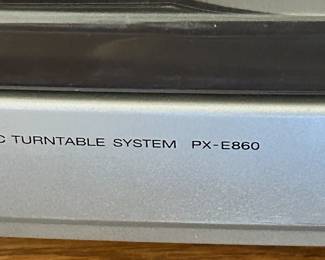 C TURNTABLE SYSTEM PX-E860